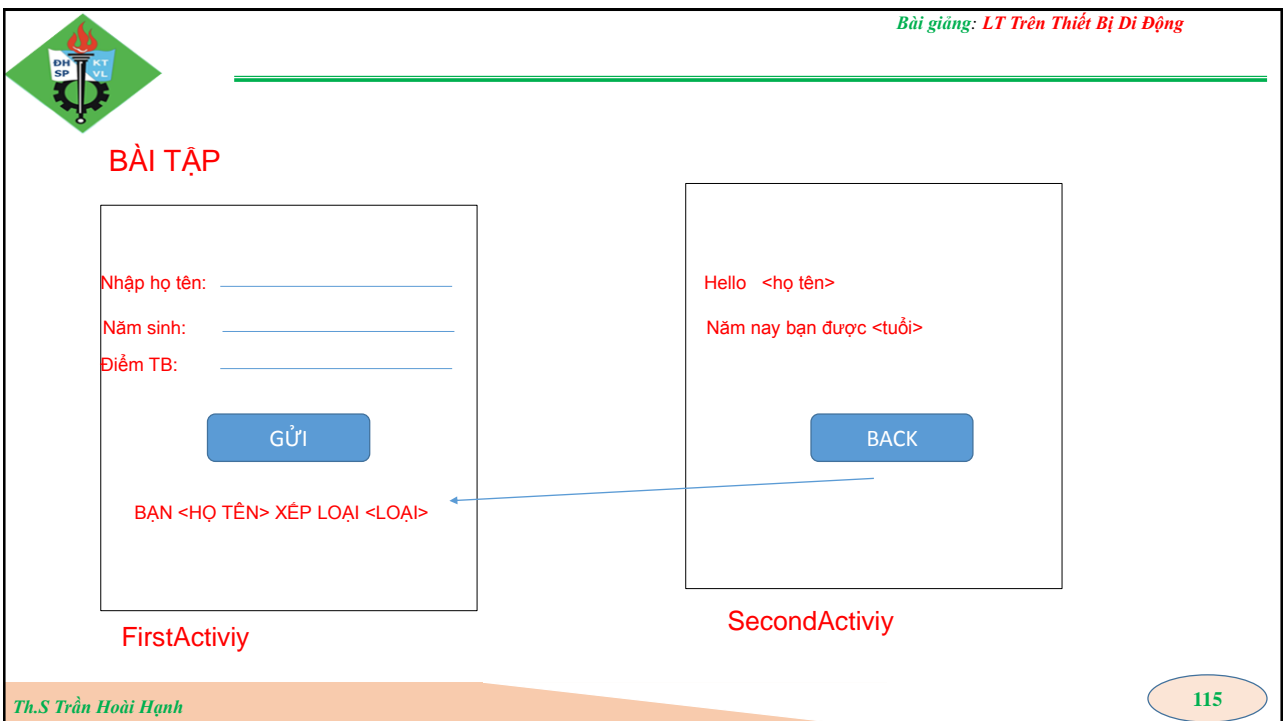 Bài giảng: LT Trên Thiết Bị Di Động
ĐH KT
SP VL
BÀI TẬP
Nhập họ tên:
Năm sinh:
Điểm TB:
GỬI
BẠN <HỌ TÊN> XẾP LOẠI <LOẠI>
FirstActiviy
Hello <họ tên>
Năm nay bạn được <tuổi>
BACK
SecondActiviy
Th.S Trần Hoài Hạnh
115